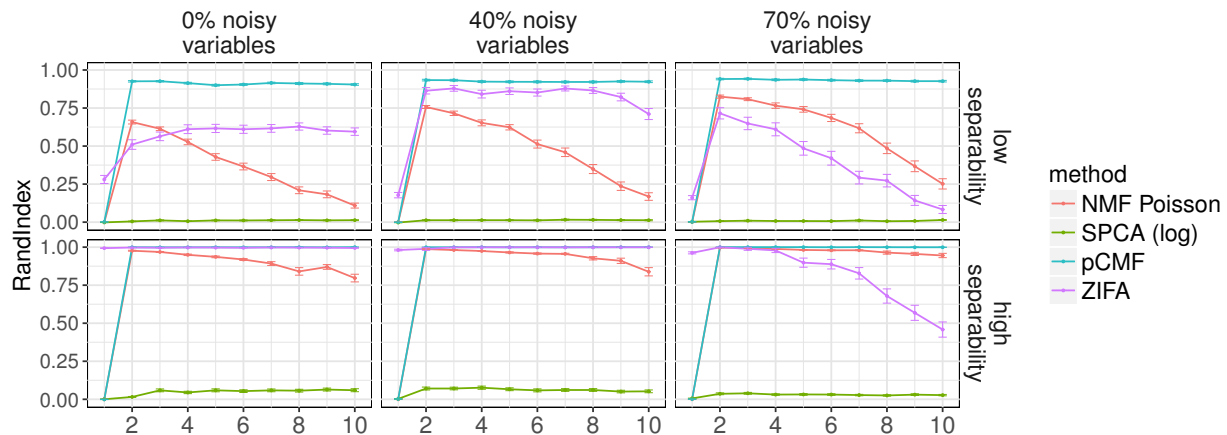 0% noisy
variables
40% noisy
variables
70% noisy
variables
RandIndex
1.00
0.75
0.50
0.25
0.00
low
separability
1.00
0.75
0.50
0.25
0.00
high
separability
2 4 6 8 10
2 4 6 8 10
2 4 6 8 10
method
NMF Poisson
SPCA (log)
pCMF
ZIFA